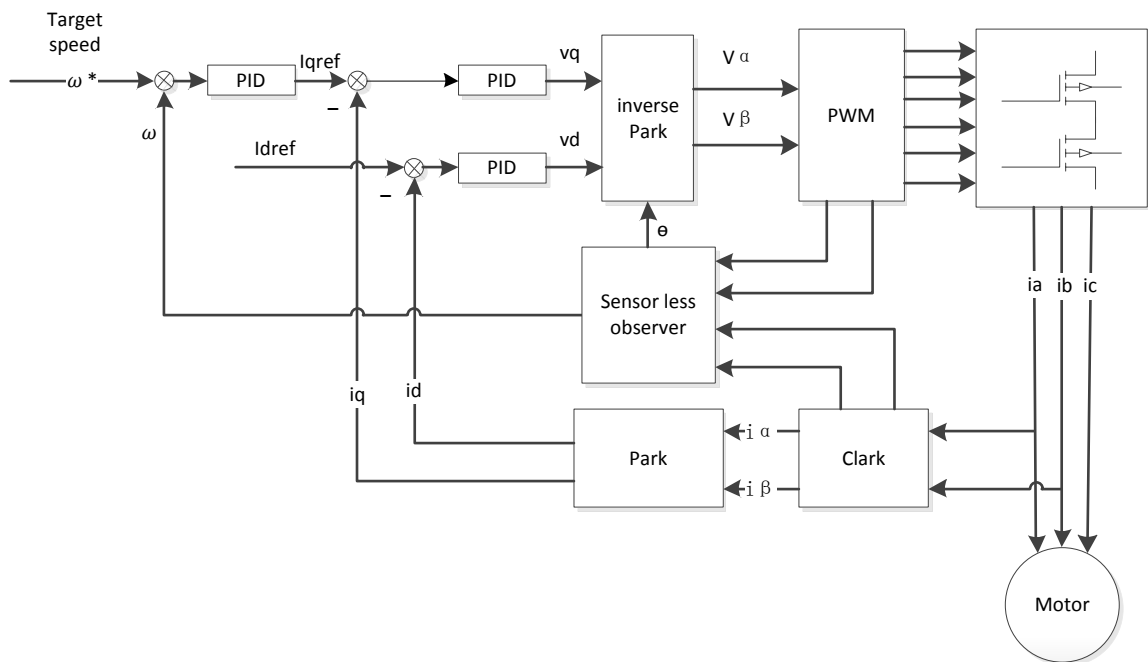 Target
speed
ω *
PID
Iqref
PID
vq
−
ω
Idref
PID
vd
−
inverse
Park
V α
V β
PWM
ɵ
Sensor less
observer
ia
ib
ic
iq
id
Park
i α
i β
Clark
Motor